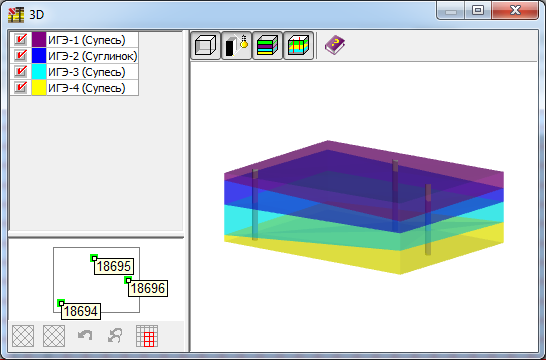 3D
ИГЭ-1 (Супесь)
ИГЭ-2 (Суглинок)
ИГЭ-3 (Супесь)
ИГЭ-4 (Супесь)
18695
18696
18694